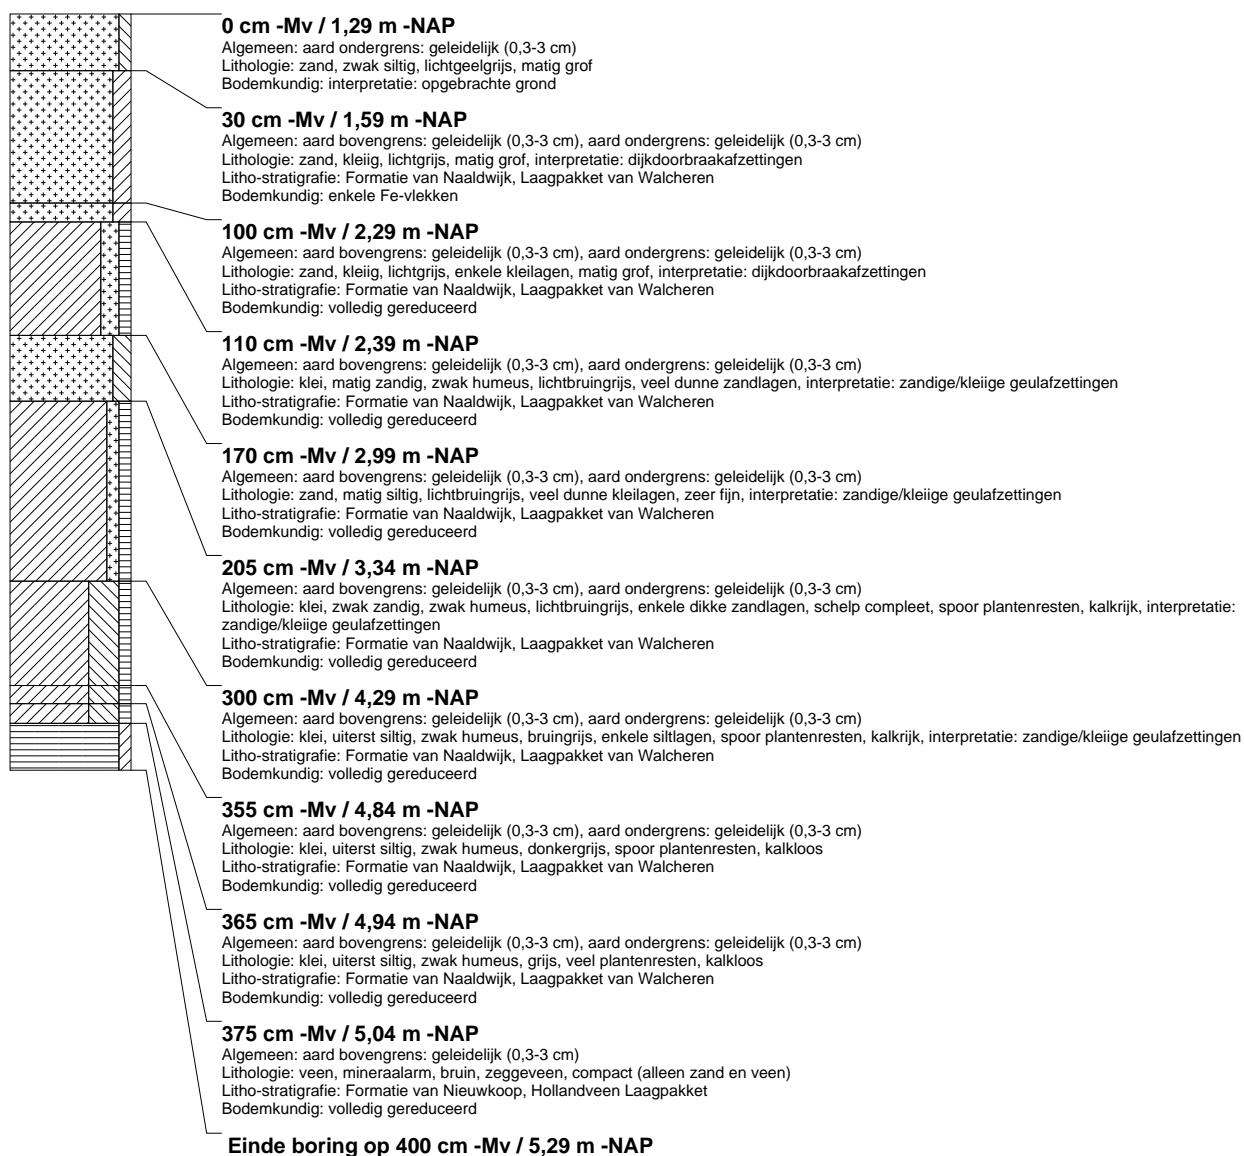 0 cm -Mv / 1,29 m -NAP
Algemeen: aard ondergrens: geleidelijk (0,3-3 cm)
Lithologie: zand, zwak siltig, lichtgeelgrijs, matig grof
Bodemkundig: interpretatie: opgebrachte grond
30 cm -Mv / 1,59 m -NAP
Algemeen: aard bovengrens: geleidelijk (0,3-3 cm), aard ondergrens: geleidelijk (0,3-3 cm)
Lithologie: zand, kleiig, lichtgrijs, matig grof, interpretatie: dijkdoorbraakafzettingen
Litho-stratigrafie: Formatie van Naaldwijk, Laagpakket van Walcheren
Bodemkundig: enkele Fe-vlekken
100 cm -Mv / 2,29 m -NAP
Algemeen: aard bovengrens: geleidelijk (0,3-3 cm), aard ondergrens: geleidelijk (0,3-3 cm)
Lithologie: zand, kleiig, lichtgrijs, enkele kleilagen, matig grof, interpretatie: dijkdoorbraakafzettingen
Litho-stratigrafie: Formatie van Naaldwijk, Laagpakket van Walcheren
Bodemkundig: volledig gereduceerd
110 cm -Mv / 2,39 m -NAP
Algemeen: aard bovengrens: geleidelijk (0,3-3 cm), aard ondergrens: geleidelijk (0,3-3 cm)
Lithologie: klei, matig zandig, zwak humeus, lichtbruingrijs, veel dunne zandlagen, interpretatie: zandige/kleiige geulafzettingen
Litho-stratigrafie: Formatie van Naaldwijk, Laagpakket van Walcheren
Bodemkundig: volledig gereduceerd
170 cm -Mv / 2,99 m -NAP
Algemeen: aard bovengrens: geleidelijk (0,3-3 cm), aard ondergrens: geleidelijk (0,3-3 cm)
Lithologie: zand, matig siltig, lichtbruingrijs, veel dunne kleilagen, zeer fijn, interpretatie: zandige/kleiige geulafzettingen
Litho-stratigrafie: Formatie van Naaldwijk, Laagpakket van Walcheren
Bodemkundig: volledig gereduceerd
205 cm -Mv / 3,34 m -NAP
Algemeen: aard bovengrens: geleidelijk (0,3-3 cm), aard ondergrens: geleidelijk (0,3-3 cm)
Lithologie: klei, zwak zandig, zwak humeus, lichtbruingrijs, enkele dikke zandlagen, schelp compleet, spoor plantenresten, kalkrijk, interpretatie:
zandige/kleiige geulafzettingen
Litho-stratigrafie: Formatie van Naaldwijk, Laagpakket van Walcheren
Bodemkundig: volledig gereduceerd
300 cm -Mv / 4,29 m -NAP
Algemeen: aard bovengrens: geleidelijk (0,3-3 cm), aard ondergrens: geleidelijk (0,3-3 cm)
Lithologie: klei, uiterst siltig, zwak humeus, bruingrijs, enkele siltlagen, spoor plantenresten, kalkrijk, interpretatie: zandige/kleiige geulafzettingen
Litho-stratigrafie: Formatie van Naaldwijk, Laagpakket van Walcheren
Bodemkundig: volledig gereduceerd
355 cm -Mv / 4,84 m -NAP
Algemeen: aard bovengrens: geleidelijk (0,3-3 cm), aard ondergrens: geleidelijk (0,3-3 cm)
Lithologie: klei, uiterst siltig, zwak humeus, donkergrijs, spoor plantenresten, kalkloos
Litho-stratigrafie: Formatie van Naaldwijk, Laagpakket van Walcheren
Bodemkundig: volledig gereduceerd
365 cm -Mv / 4,94 m -NAP
Algemeen: aard bovengrens: geleidelijk (0,3-3 cm), aard ondergrens: geleidelijk (0,3-3 cm)
Lithologie: klei, uiterst siltig, zwak humeus, grijs, veel plantenresten, kalkloos
Litho-stratigrafie: Formatie van Naaldwijk, Laagpakket van Walcheren
Bodemkundig: volledig gereduceerd
375 cm -Mv / 5,04 m -NAP
Algemeen: aard bovengrens: geleidelijk (0,3-3 cm)
Lithologie: veen, mineraalarm, bruin, zeggeveen, compact (alleen zand en veen)
Litho-stratigrafie: Formatie van Nieuwkoop, Hollandveen Laagpakket
Bodemkundig: volledig gereduceerd
Einde boring op 400 cm -Mv / 5,29 m -NAP